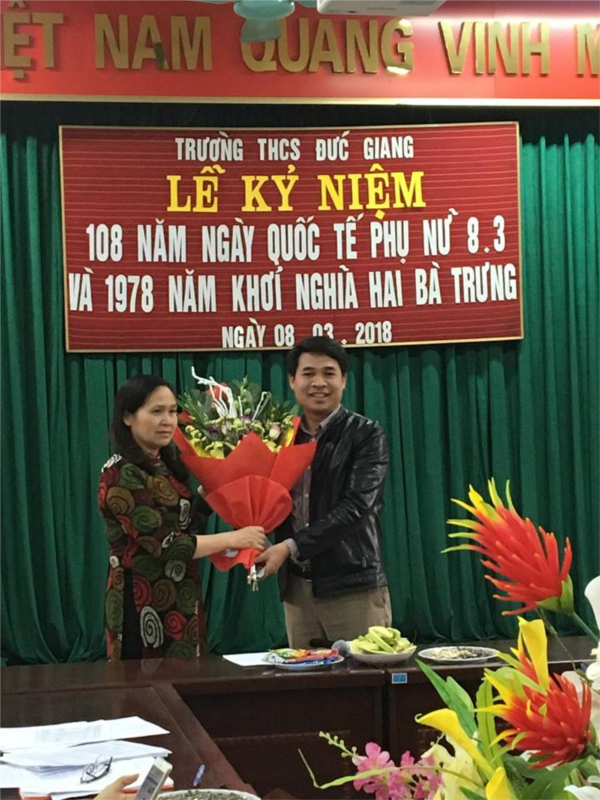 VIỆT NAM QUANG VINH M
TRƯỜNG THCS ĐỨC GIANG
LỄ KỶ NIỆM
108 NĂM NGÀY QUỐC TẾ PHỤ NỮ 8.3
VÀ 1978 NĂM KHỞI NGHĨA HAI BÀ TRƯNG
NGÀY 08.03.2018